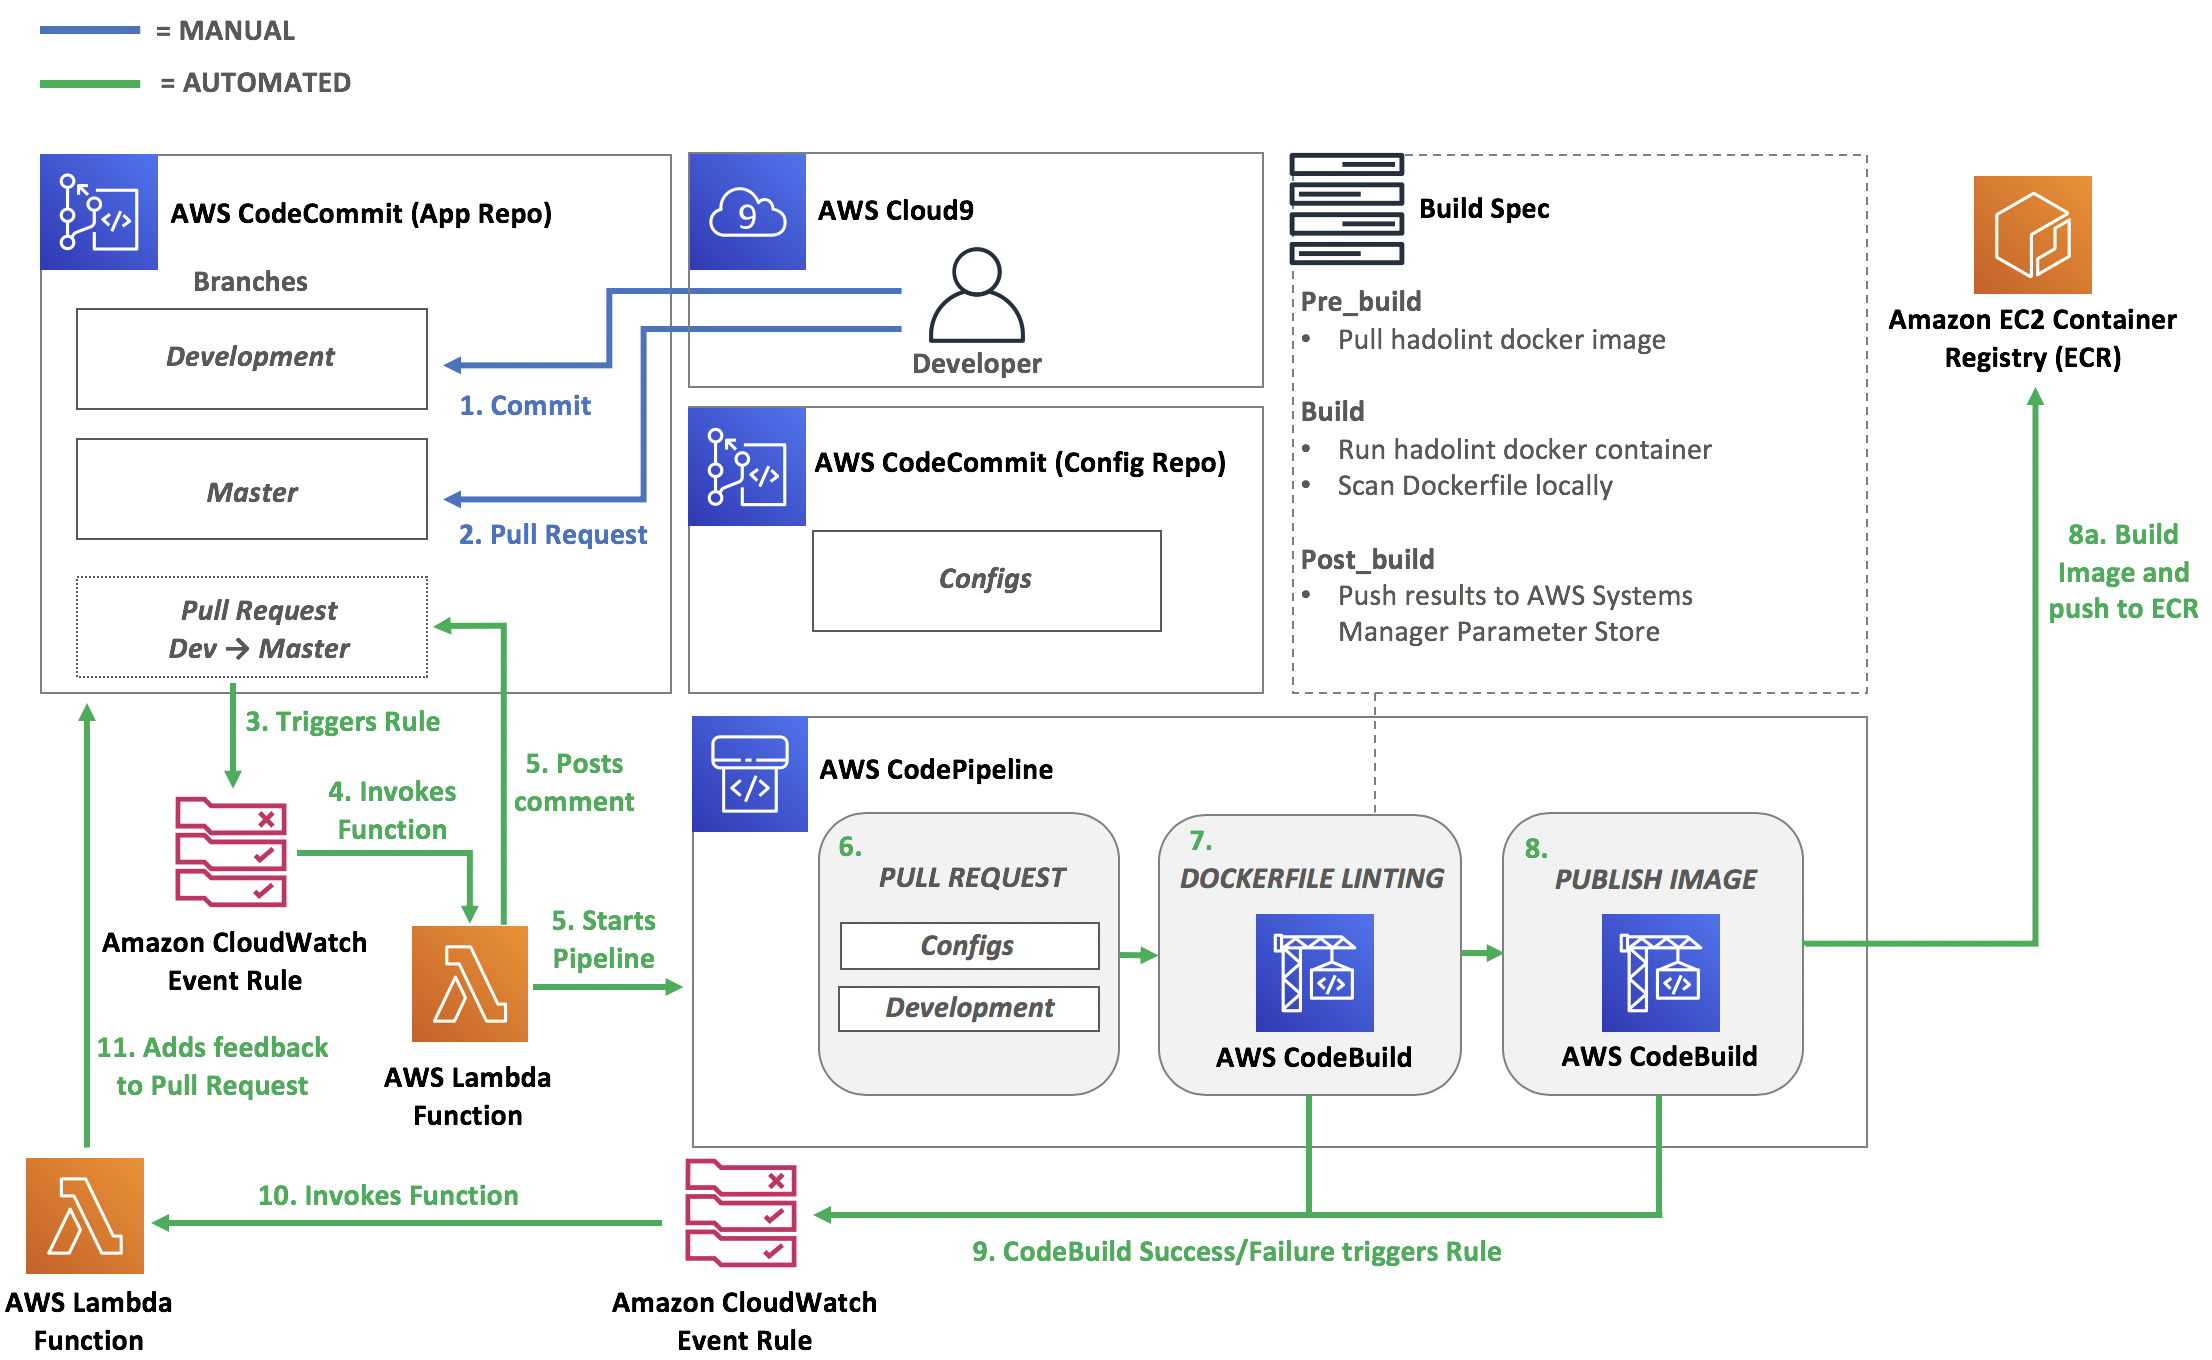 = MANUAL
= AUTOMATED
AWS CodeCommit (App Repo)
Branches
Development
Master
Pull Request
Dev → Master
1. Commit
2. Pull Request
9
AWS Cloud9
Developer
AWS CodeCommit (Config Repo)
Configs
Build Spec
Pre_build
• Pull hadolint docker image
Build
• Run hadolint docker container
• Scan Dockerfile locally
Post_build
• Push results to AWS Systems
Manager Parameter Store
Amazon EC2 Container
Registry (ECR)
8a. Build
Image and
push to ECR
3. Triggers Rule
4. Invokes
Function
5. Posts
comment
5. Starts
Pipeline
Amazon CloudWatch
Event Rule
AWS Lambda
Function
AWS CodePipeline
6.
PULL REQUEST
Configs
Development
7.
DOCKERFILE LINTING
AWS CodeBuild
8.
PUBLISH IMAGE
AWS CodeBuild
11. Adds feedback
to Pull Request
10. Invokes Function
9. CodeBuild Success/Failure triggers Rule
AWS Lambda
Function
Amazon CloudWatch
Event Rule